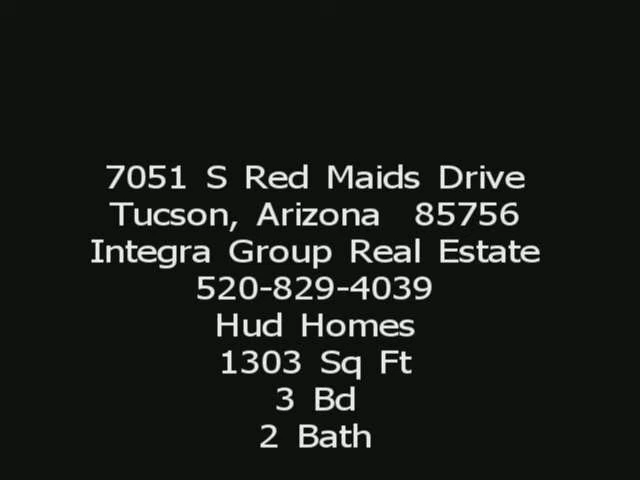 7051 S Red Maids Drive
Tucson, Arizona 85756
Integra Group Real Estate
520-829-4039
Hud Homes
1303 Sq Ft
3 Bd
2 Bath